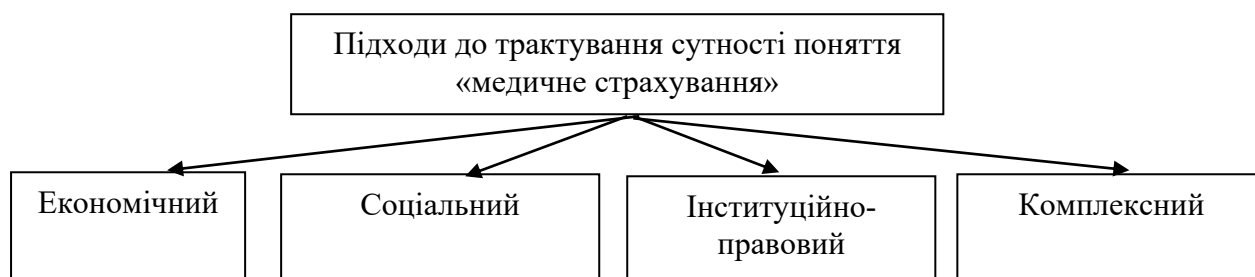 Підходи до трактування сутності поняття
«медичне страхування»
Економічний
Соціальний
Інституційно-
правовий
Комплексний